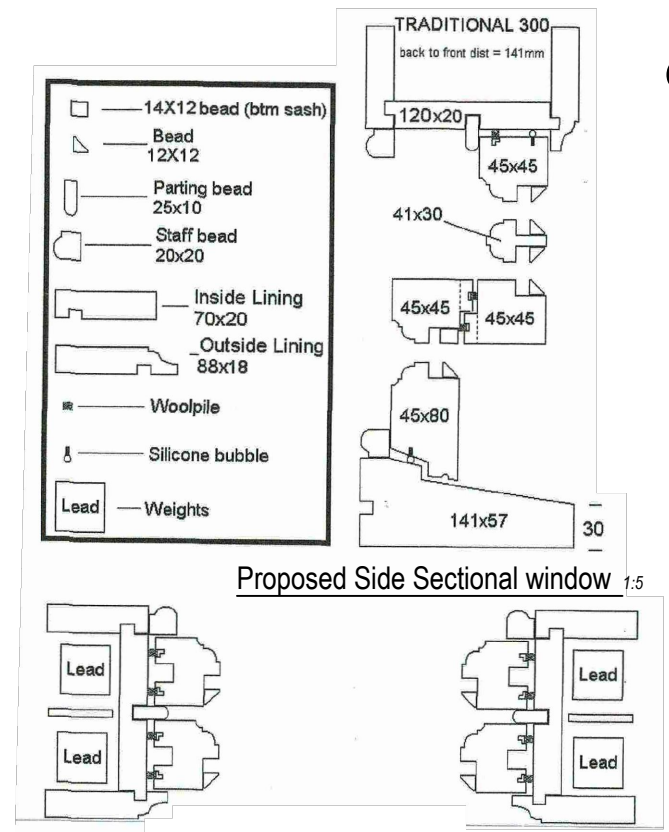 14X12 bead (btm sash)
Bead
12X12
Parting bead
25x10
Staff bead
20x20
Inside Lining
70x20
_Outside Lining
88x18
Woolpile
Silicone bubble
Lead
Weights
TRADITIONAL 300
back to front dist = 141mm
120x20
45x45
41x30
45x45
45x45
45x80
141x57
30
Proposed Side Sectional window 1:5
Lead
Lead
Lead
Lead